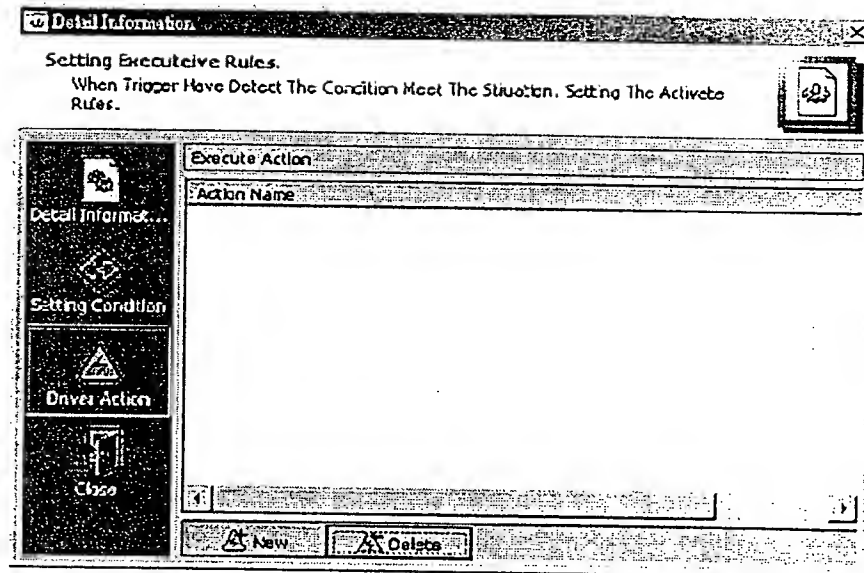 Detail Information
Setting Executeive Rules.
When Trigger Have Detect The Condition Meet The Stiuation. Setting The Activate
Rules.
Execute Action
Action Name
Detail Informat...
Setting Condition
Driver Action
Close
New
Delete